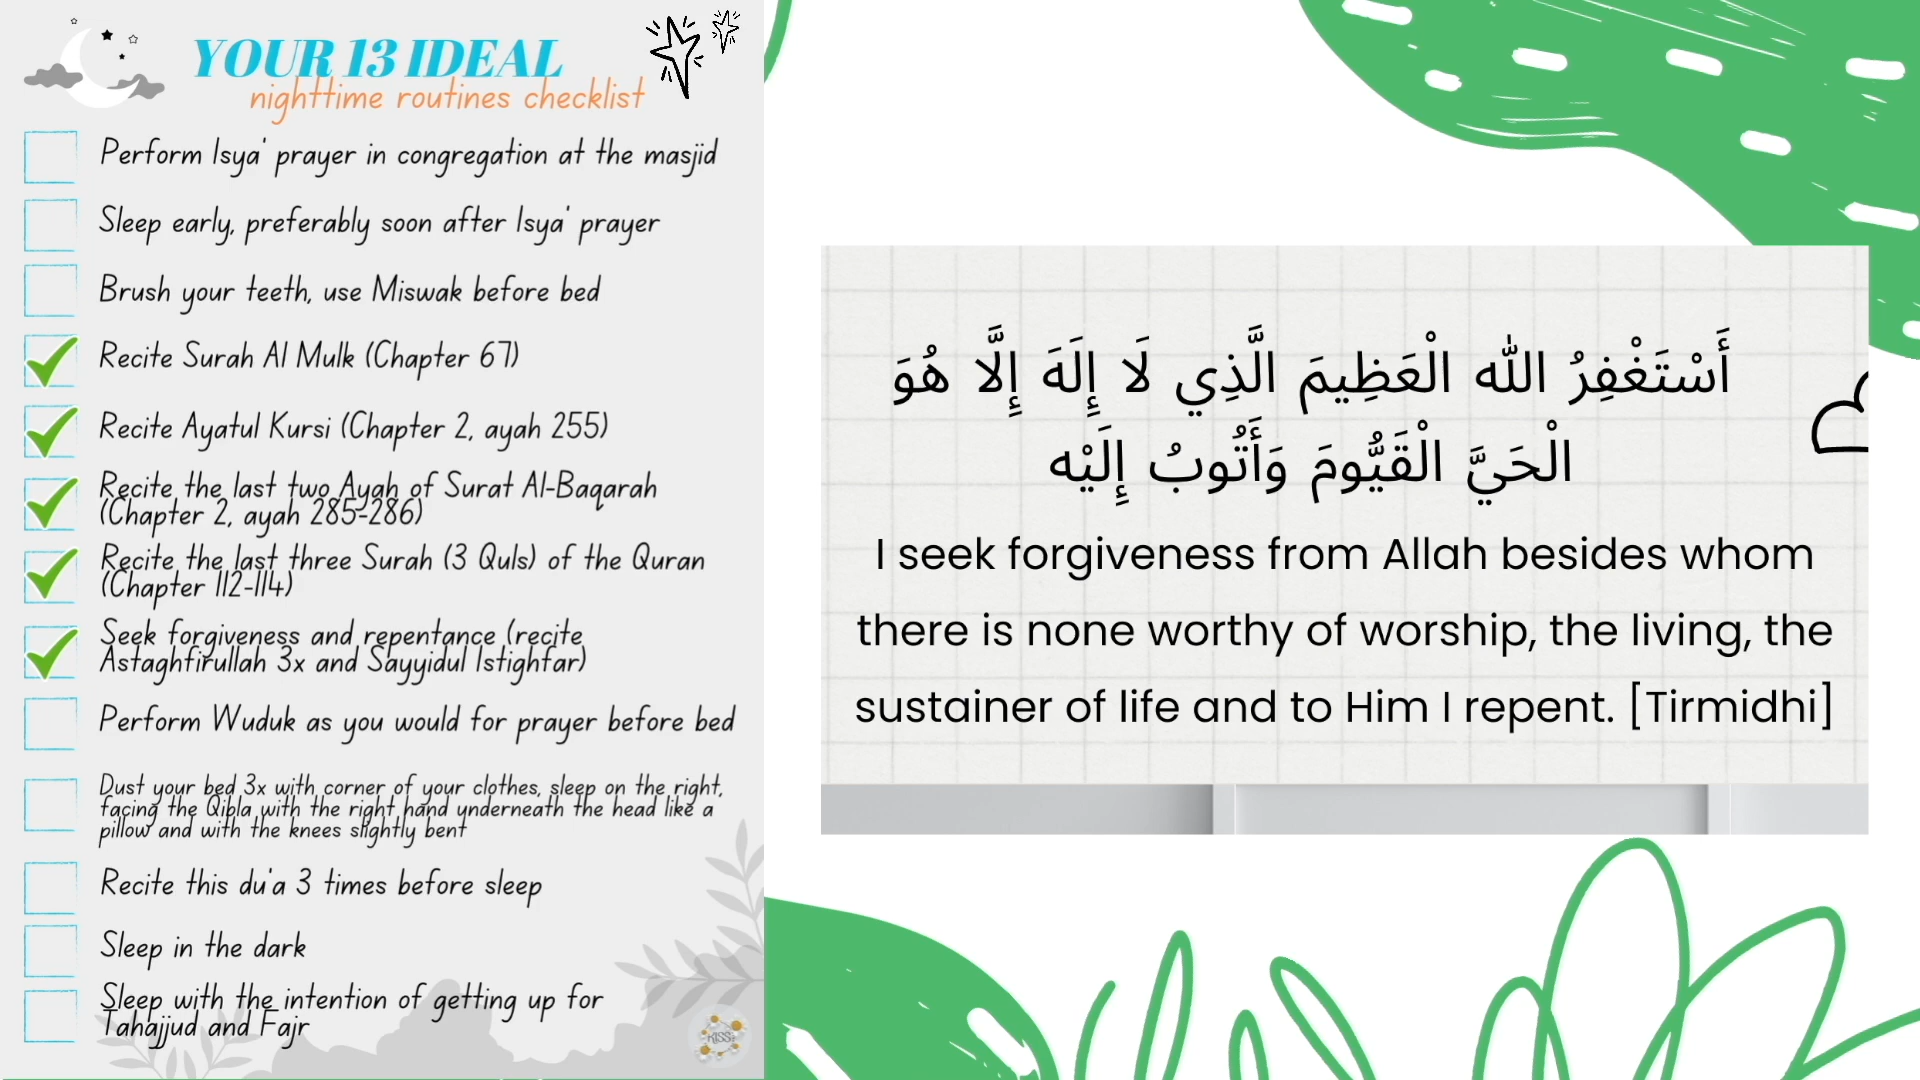 YOUR 13 IDEAL
nighttime routines checklist
Perform Isya' prayer in congregation at the masjid
Sleep early, preferably soon after Isya' prayer
Brush your teeth, use Miswak before bed
Recite Surah Al Mulk (Chapter 67)
Recite Ayatul Kursi (Chapter 2, ayah 255)
Recite the last two Ayah of Surat Al-Baqarah
(Chapter 2, ayah 285-286)
Recite the last three Surah (3 Quls) of the Quran
(Chapter 112-114)
Seek forgiveness and repentance (recite
Astaghfirullah 3x and Sayyidul Istighfar)
Perform Wuduk as you would for prayer before bed
Dust your bed 3x with corner of your clothes, sleep on the right,
facing the Qibla with the right hand underneath the head like a
pillow and with the knees slightly bent
Recite this du'a 3 times before sleep
Sleep in the dark
Sleep with the intention of getting up for
Tahajjud and Fajr
KISS
أَسْتَغْفِرُ اللّٰه الْعَظِيمَ الَّذِي لَا إِلَهَ إِلَّا هُوَ
الْحَيَّ الْقَيُّومَ وَأَتُوبُ إِلَيْه
I seek forgiveness from Allah besides whom
there is none worthy of worship, the living, the
sustainer of life and to Him I repent. [Tirmidhi]